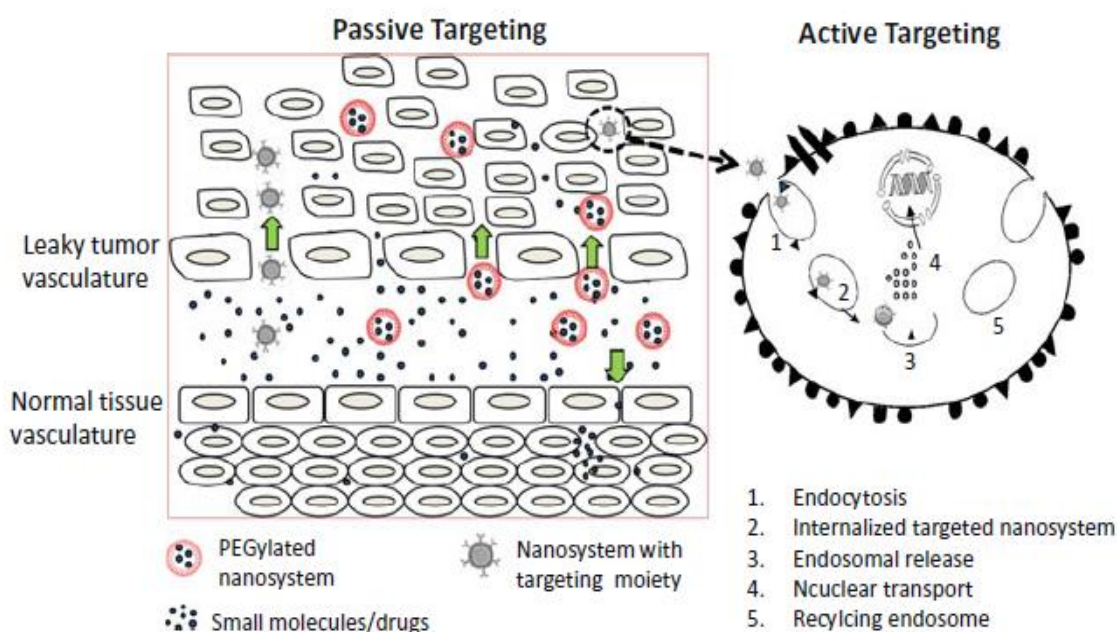 Passive Targeting
Active Targeting
Leaky tumor
vasculature
Normal tissue
vasculature
1
2
3
4
5
PEGylated
nanosystem
Nanosystem with
targeting moiety
Small molecules/drugs
1. Endocytosis
2. Internalized targeted nanosystem
3. Endosomal release
4. Ncuclear transport
5. Recylcing endosome